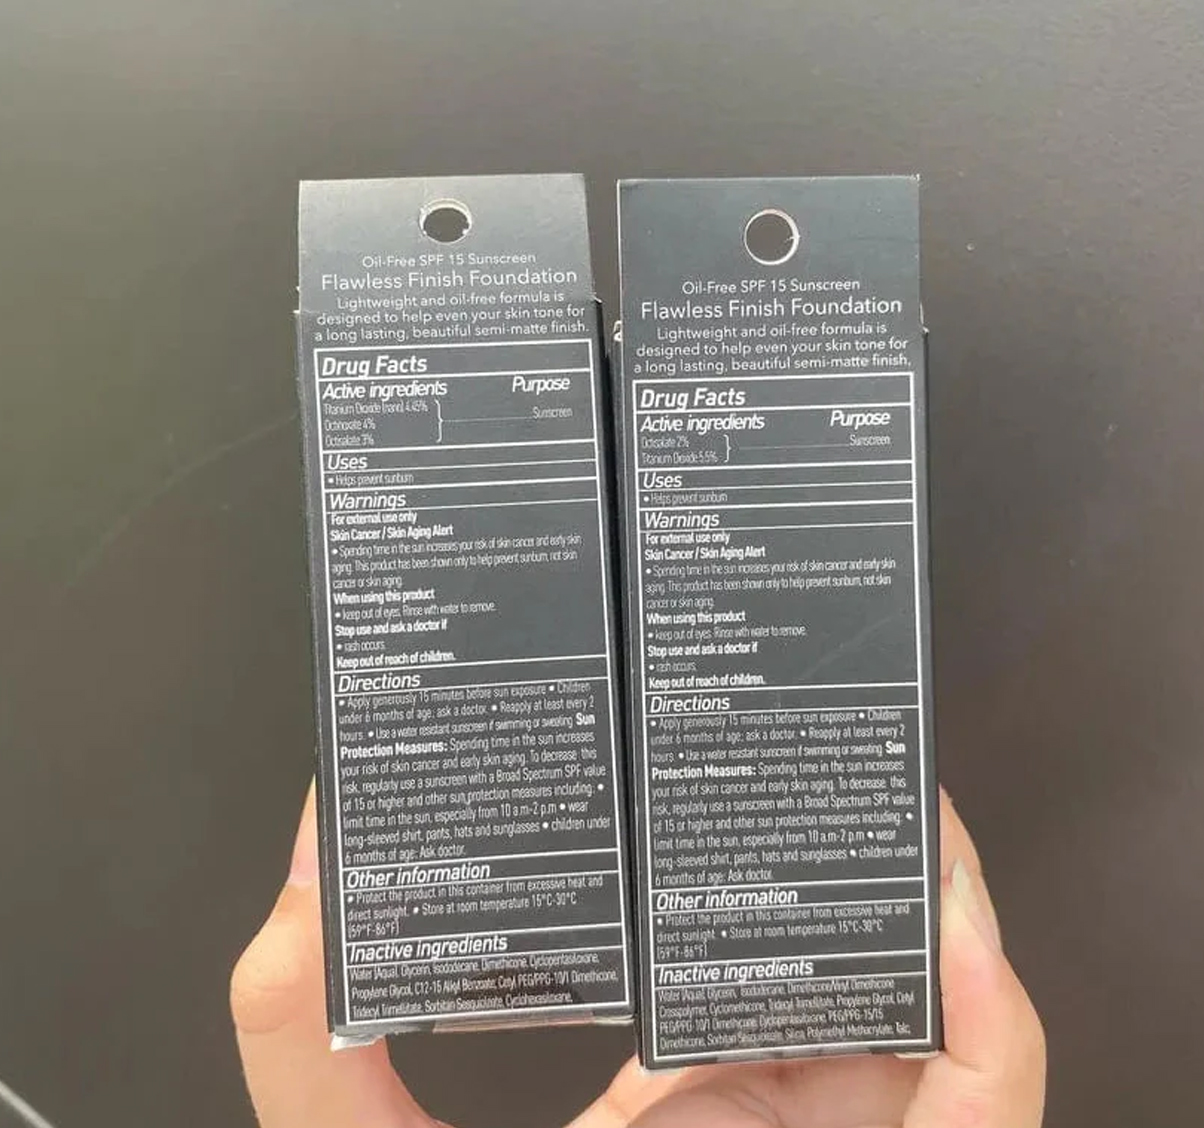 Oil-Free SPF 15 Sunscreen
Flawless Finish Foundation
Lightweight and oil-free formula is
designed to help even your skin tone for
a long lasting, beautiful semi-matte finish.
Drug Facts
Active ingredients Purpose
Titanium Dioxide (nano) 4.45%
Octinoxate 4%
Octisalate 3%
Sunscreen
Uses
• Helps prevent sunburn
Warnings
For external use only
Skin Cancer / Skin Aging Alert
• Spending time in the sun increases your risk of skin cancer and early skin
aging. This product has been shown only to help prevent sunburn, not skin
cancer or skin aging.
When using this product
• keep out of eyes. Rinse with water to remove.
Stop use and ask a doctor if
• rash occurs.
Keep out of reach of children.
Directions
• Apply generously 15 minutes before sun exposure • Children
under 6 months of age: ask a doctor. • Reapply at least every 2
hours. • Use a water resistant sunscreen if swimming or sweating Sun
Protection Measures: Spending time in the sun increases
your risk of skin cancer and early skin aging. To decrease this
risk, regularly use a sunscreen with a Broad Spectrum SPF value
of 15 or higher and other sun protection measures including: •
limit time in the sun, especially from 10 a.m-2 p.m • wear
long-sleeved shirt, pants, hats and sunglasses • children under
6 months of age: Ask doctor.
Other information
• Protect the product in this container from excessive heat and
direct sunlight. • Store at room temperature 15°C-30°C
(59°F-86°F)
Inactive ingredients
Water (Aqua), Glycerin, Isododecane, Dimethicone, Cyclopentasiloxane,
Propylene Glycol, C12-15 Alkyl Benzoate, Cetyl PEG/PPG-10/1 Dimethicone,
Tridecyl Trimellitate, Sorbitan Sesquioleate, Cyclohexasiloxane,
Oil-Free SPF 15 Sunscreen
Flawless Finish Foundation
Lightweight and oil-free formula is
designed to help even your skin tone for
a long lasting, beautiful semi-matte finish.
Drug Facts
Active ingredients Purpose
Octisalate 2%
Titanium Dioxide 5.5%
Sunscreen
Uses
• Helps prevent sunburn
Warnings
For external use only
Skin Cancer / Skin Aging Alert
• Spending time in the sun increases your risk of skin cancer and early skin
aging. This product has been shown only to help prevent sunburn, not skin
cancer or skin aging.
When using this product
• keep out of eyes. Rinse with water to remove.
Stop use and ask a doctor if
• rash occurs.
Keep out of reach of children.
Directions
• Apply generously 15 minutes before sun exposure • Children
under 6 months of age: ask a doctor. • Reapply at least every 2
hours. • Use a water resistant sunscreen if swimming or sweating Sun
Protection Measures: Spending time in the sun increases
your risk of skin cancer and early skin aging. To decrease this
risk, regularly use a sunscreen with a Broad Spectrum SPF value
of 15 or higher and other sun protection measures including: •
limit time in the sun, especially from 10 a.m-2 p.m • wear
long-sleeved shirt, pants, hats and sunglasses • children under
6 months of age: Ask doctor.
Other information
• Protect the product in this container from excessive heat and
direct sunlight. • Store at room temperature 15°C-30°C
(59°F-86°F)
Inactive ingredients
Water (Aqua), Glycerin, Isododecane, Dimethicone/Vinyl Dimethicone
Crosspolymer, Cyclomethicone, Tridecyl Trimellitate, Propylene Glycol, Cetyl
PEG/PPG-10/1 Dimethicone, Cyclopentasiloxane, PEG/PPG-15/15
Dimethicone, Sorbitan Sesquioleate, Silica, Polymethyl Methacrylate, Talc,